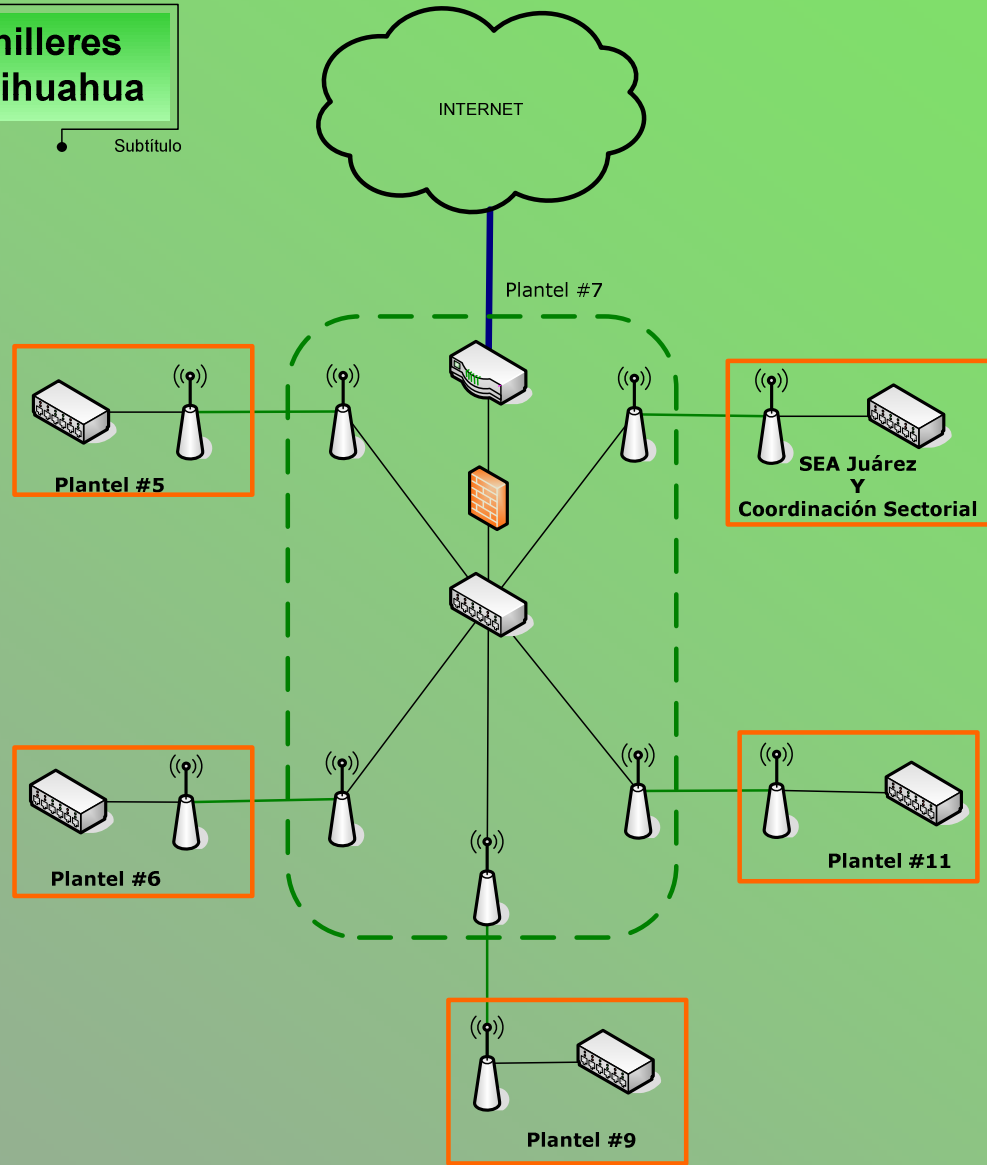 hilleres
ihuahua
Subtítulo
INTERNET
Plantel #7
Plantel #5
SEA Juárez
Y
Coordinación Sectorial
Plantel #6
Plantel #11
Plantel #9